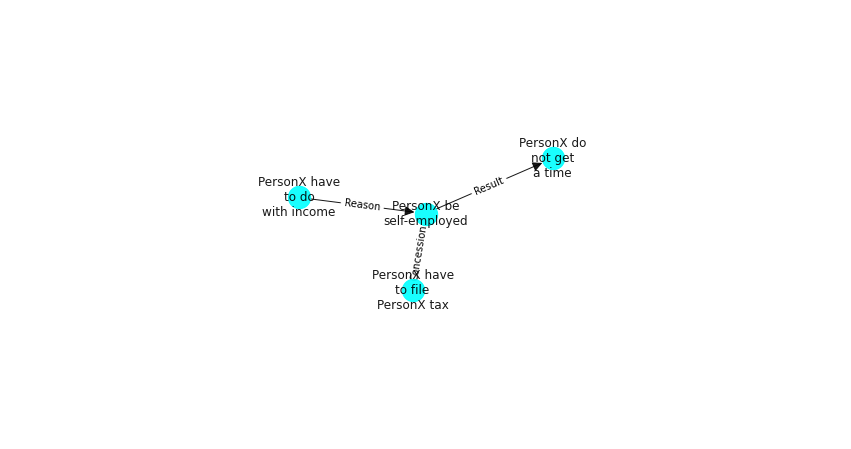 PersonX do
not get
a time
Result
PersonX have
to do
with income
Reason
PersonX be
self-employed
PersonX have
to file
PersonX tax